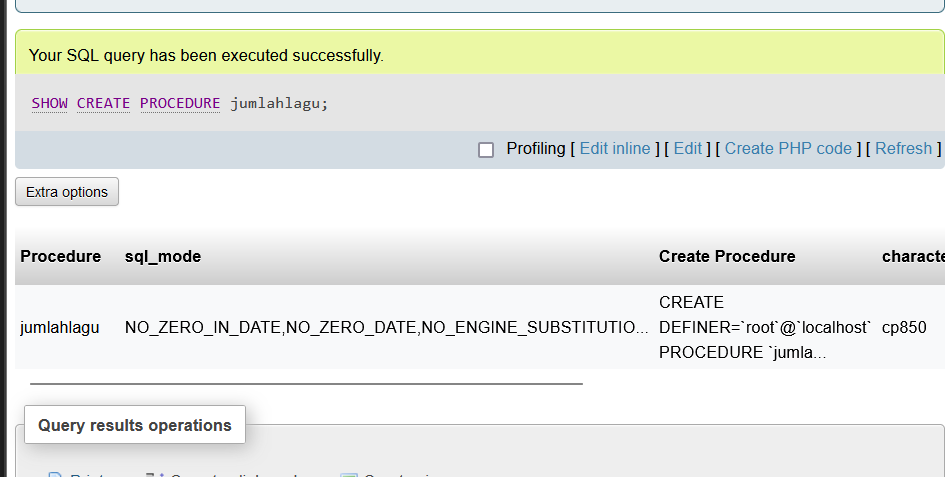 Your SQL query has been executed successfully.
SHOW CREATE PROCEDURE jumlahlagu;
Profiling [ Edit inline ] [ Edit ] [ Create PHP code ] [ Refresh ]
Extra options
Procedure sql_mode Create Procedure characte
jumlahlagu NO_ZERO_IN_DATE,NO_ZERO_DATE,NO_ENGINE_SUBSTITUTIO... CREATE
DEFINER=`root`@`localhost` cp850
PROCEDURE `jumla...
Query results operations